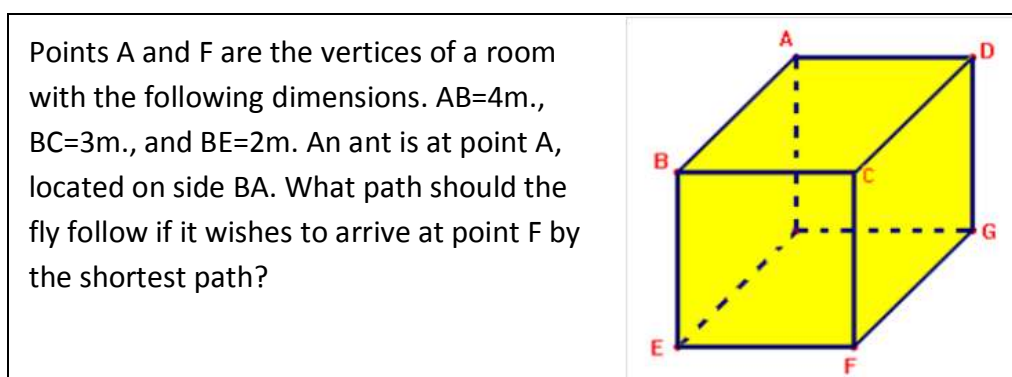 Points A and F are the vertices of a room
with the following dimensions. AB=4m.,
BC=3m., and BE=2m. An ant is at point A,
located on side BA. What path should the
fly follow if it wishes to arrive at point F by
the shortest path?
A
D
B
C
G
E
F